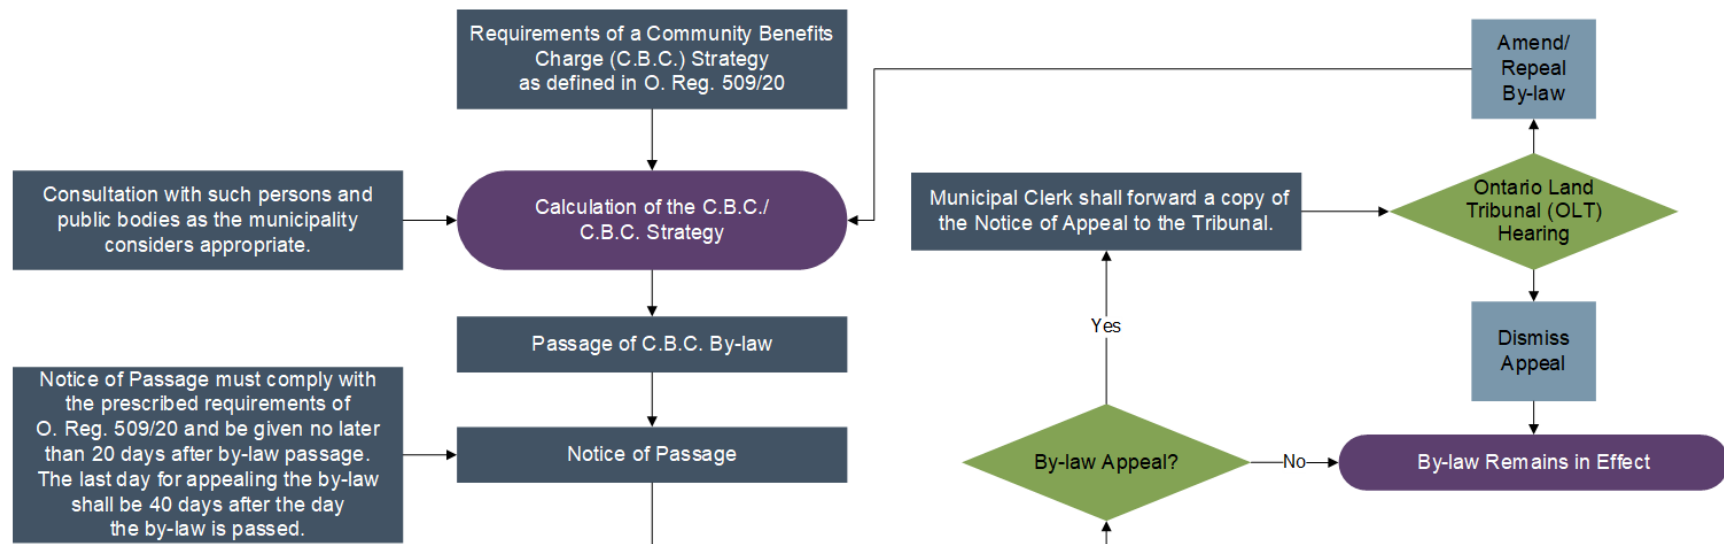 Requirements of a Community Benefits
Charge (C.B.C.) Strategy
as defined in O. Reg. 509/20
Amend/
Repeal
By-law
Consultation with such persons and
public bodies as the municipality
considers appropriate.
Calculation of the C.B.C./
C.B.C. Strategy
Municipal Clerk shall forward a copy of
the Notice of Appeal to the Tribunal.
Ontario Land
Tribunal (OLT)
Hearing
Passage of C.B.C. By-law
Yes
Dismiss
Appeal
Notice of Passage must comply with
the prescribed requirements of
O. Reg. 509/20 and be given no later
than 20 days after by-law passage.
The last day for appealing the by-law
shall be 40 days after the day
the by-law is passed.
Notice of Passage
By-law Appeal?
No
By-law Remains in Effect